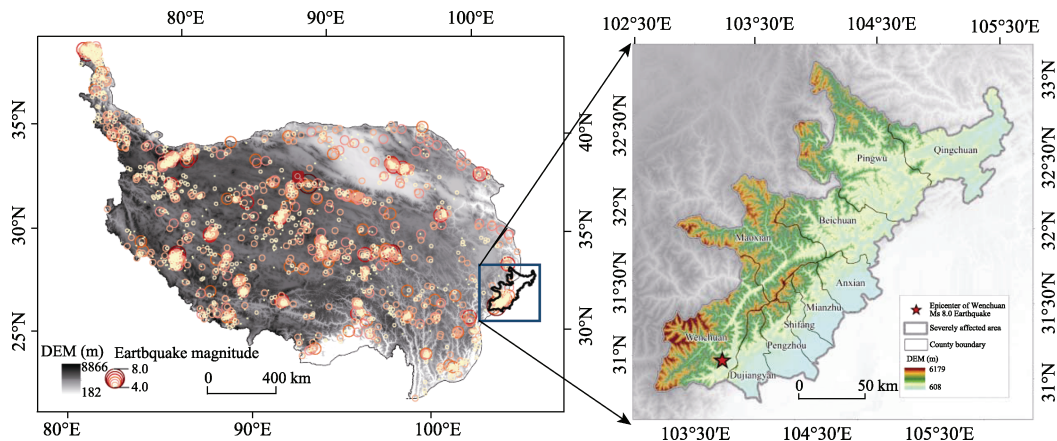 80°E 90°E 100°E
35°N
30°N
25°N
40°N
35°N
30°N
DEM (m)
8866
182
Eartbquake magnitude
8.0
4.0
0 400 km
80°E 90°E 100°E
102°30'E 103°30'E 104°30'E 105°30'E
32°30'N
32°N
31°30'N
31°N
33°N
32°30'N
32°N
31°30'N
31°N
Qingchuan
Pingwu
Beichuan
Maoxian
Anxian
Mianzhu
Shifang
Wenchuan
Pengzhou
Dujiangyan
Epicenter of Wenchuan
Ms 8.0 Earthquake
Severely affected area
County boundary
DEM (m)
6179
608
0 50 km
103°30'E 104°30'E 105°30'E